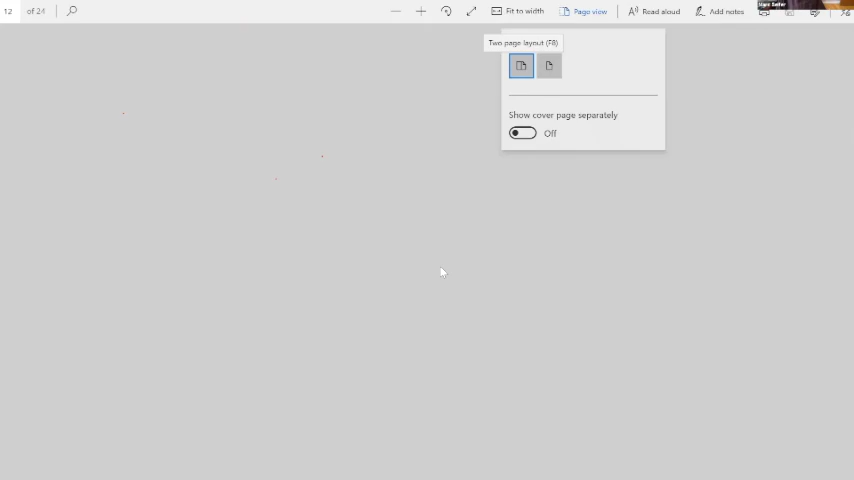 12 of 24 Fit to width Page view Read aloud Add notes
Two page layout (F8)
Show cover page separately
Off